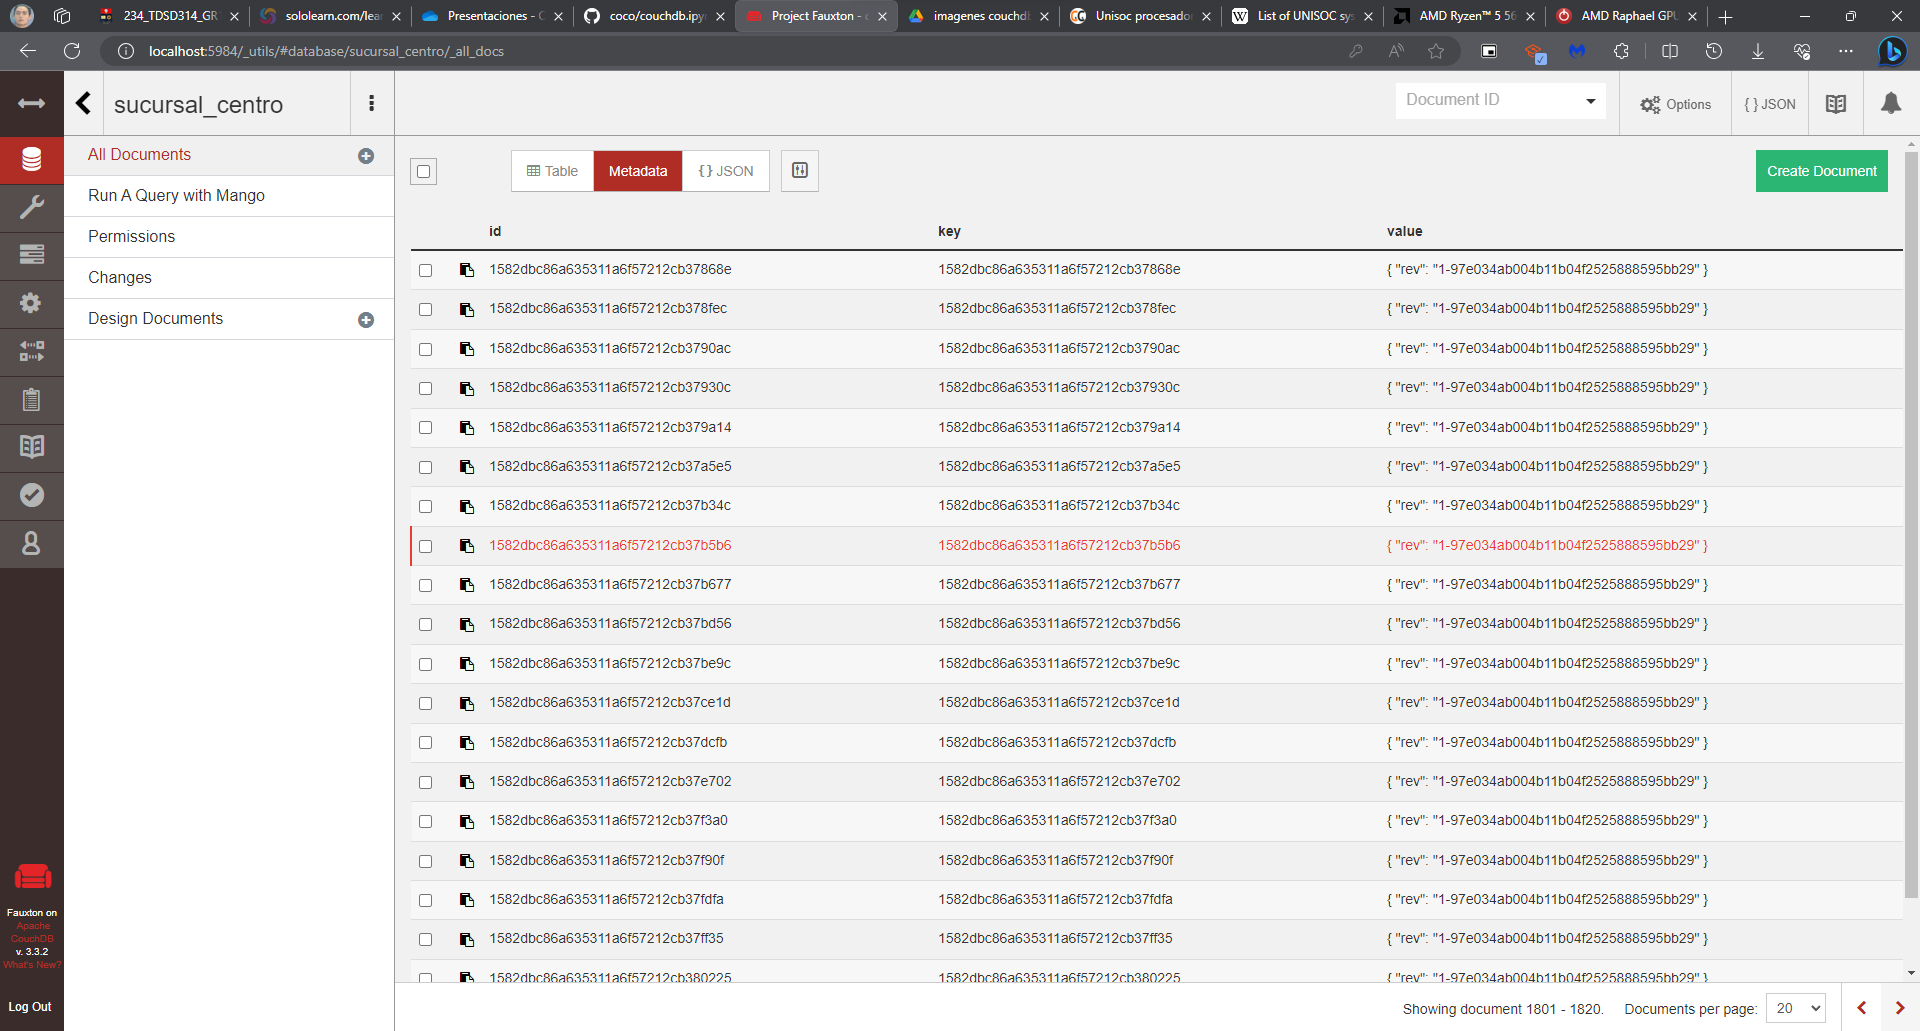 234_TDSD314_GR
sololearn.com/lea
Presentaciones - C
coco/couchdb.ipy
Project Fauxton -
imagenes couchd
Unisoc procesado
List of UNISOC sys
AMD Ryzen™ 5 56
AMD Raphael GPU
localhost:5984/_utils/#database/sucursal_centro/_all_docs
sucursal_centro
Document ID
Options
{ } JSON
All Documents
Run A Query with Mango
Permissions
Changes
Design Documents
Table
Metadata
{ } JSON
Create Document
id key value
1582dbc86a635311a6f57212cb37868e 1582dbc86a635311a6f57212cb37868e { "rev": "1-97e034ab004b11b04f2525888595bb29" }
1582dbc86a635311a6f57212cb378fec 1582dbc86a635311a6f57212cb378fec { "rev": "1-97e034ab004b11b04f2525888595bb29" }
1582dbc86a635311a6f57212cb3790ac 1582dbc86a635311a6f57212cb3790ac { "rev": "1-97e034ab004b11b04f2525888595bb29" }
1582dbc86a635311a6f57212cb37930c 1582dbc86a635311a6f57212cb37930c { "rev": "1-97e034ab004b11b04f2525888595bb29" }
1582dbc86a635311a6f57212cb379a14 1582dbc86a635311a6f57212cb379a14 { "rev": "1-97e034ab004b11b04f2525888595bb29" }
1582dbc86a635311a6f57212cb37a5e5 1582dbc86a635311a6f57212cb37a5e5 { "rev": "1-97e034ab004b11b04f2525888595bb29" }
1582dbc86a635311a6f57212cb37b34c 1582dbc86a635311a6f57212cb37b34c { "rev": "1-97e034ab004b11b04f2525888595bb29" }
1582dbc86a635311a6f57212cb37b5b6 1582dbc86a635311a6f57212cb37b5b6 { "rev": "1-97e034ab004b11b04f2525888595bb29" }
1582dbc86a635311a6f57212cb37b677 1582dbc86a635311a6f57212cb37b677 { "rev": "1-97e034ab004b11b04f2525888595bb29" }
1582dbc86a635311a6f57212cb37bd56 1582dbc86a635311a6f57212cb37bd56 { "rev": "1-97e034ab004b11b04f2525888595bb29" }
1582dbc86a635311a6f57212cb37be9c 1582dbc86a635311a6f57212cb37be9c { "rev": "1-97e034ab004b11b04f2525888595bb29" }
1582dbc86a635311a6f57212cb37ce1d 1582dbc86a635311a6f57212cb37ce1d { "rev": "1-97e034ab004b11b04f2525888595bb29" }
1582dbc86a635311a6f57212cb37dcfb 1582dbc86a635311a6f57212cb37dcfb { "rev": "1-97e034ab004b11b04f2525888595bb29" }
1582dbc86a635311a6f57212cb37e702 1582dbc86a635311a6f57212cb37e702 { "rev": "1-97e034ab004b11b04f2525888595bb29" }
1582dbc86a635311a6f57212cb37f3a0 1582dbc86a635311a6f57212cb37f3a0 { "rev": "1-97e034ab004b11b04f2525888595bb29" }
1582dbc86a635311a6f57212cb37f90f 1582dbc86a635311a6f57212cb37f90f { "rev": "1-97e034ab004b11b04f2525888595bb29" }
1582dbc86a635311a6f57212cb37fdfa 1582dbc86a635311a6f57212cb37fdfa { "rev": "1-97e034ab004b11b04f2525888595bb29" }
1582dbc86a635311a6f57212cb37ff35 1582dbc86a635311a6f57212cb37ff35 { "rev": "1-97e034ab004b11b04f2525888595bb29" }
1582dbc86a635311a6f57212cb380225 1582dbc86a635311a6f57212cb380225 { "rev": "1-97e034ab004b11b04f2525888595bb29" }
Fauxton on
Apache
CouchDB
v. 3.3.2
What's New?
Log Out
Showing document 1801 - 1820. Documents per page: 20